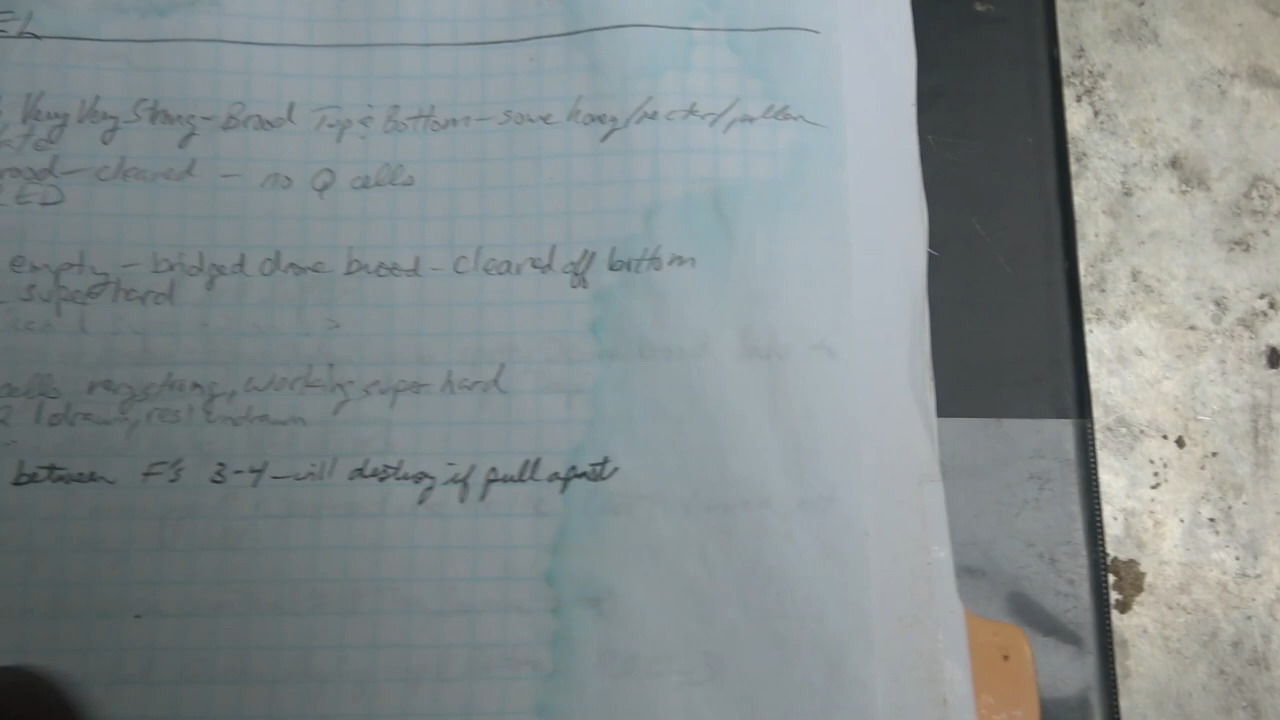 Very Very Strong - Brood Top & Bottom - some honey/nectar/pollen
- cleared - no Q cells
empty - bridged drone brood - cleared off bottom
super hard
cells very strong, working super hard
1 drawn, rest undrawn
between F's 3-4 - will destroy if pull apart